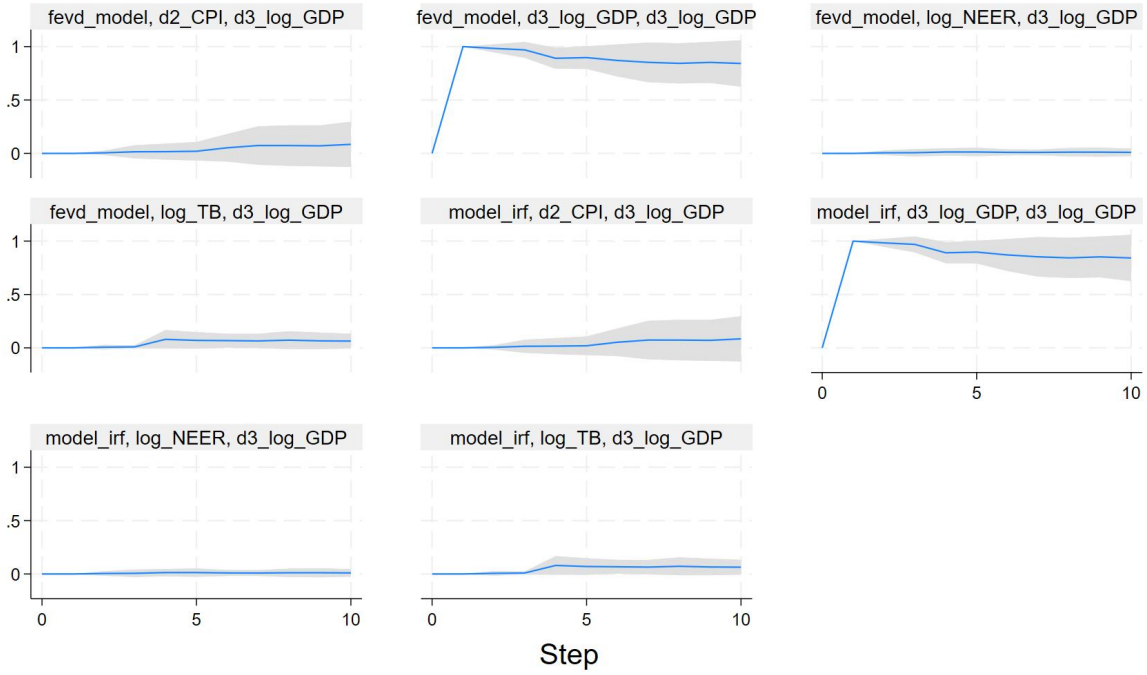 fevd_model, d2_CPI, d3_log_GDP
fevd_model, d3_log_GDP, d3_log_GDP
fevd_model, log_NEER, d3_log_GDP
1
.5
0
fevd_model, log_TB, d3_log_GDP
model_irf, d2_CPI, d3_log_GDP
model_irf, d3_log_GDP, d3_log_GDP
1
.5
0
0 5 10
model_irf, log_NEER, d3_log_GDP
model_irf, log_TB, d3_log_GDP
1
.5
0
0 5 10
0 5 10
Step